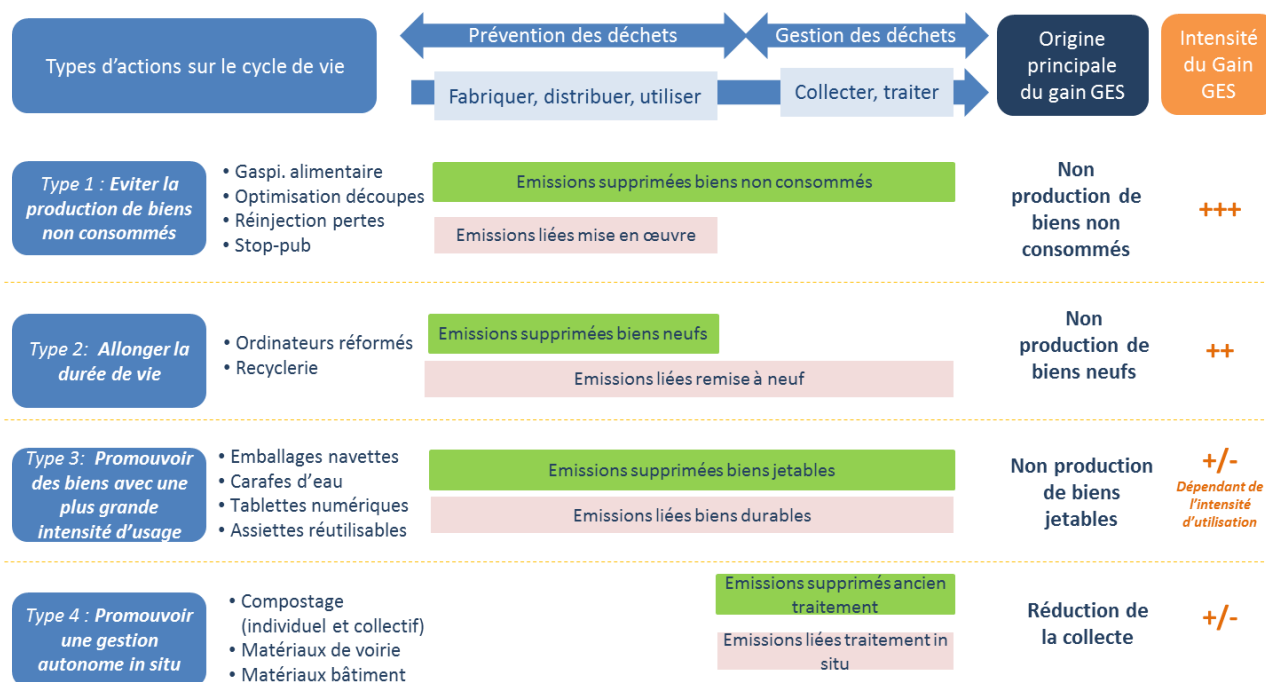 Types d'actions sur le cycle de vie
Prévention des déchets
Gestion des déchets
Fabriquer, distribuer, utiliser
Collecter, traiter
Origine
principale
du gain GES
Intensité
du Gain
GES
Type 1 : Eviter la
production de biens
non consommés
• Gaspi. alimentaire
• Optimisation découpes
• Réinjection pertes
• Stop-pub
Emissions supprimées biens non consommés
Emissions liées mise en œuvre
Non
production de
biens non
consommés
+++
Type 2: Allonger la
durée de vie
• Ordinateurs réformés
• Recyclerie
Emissions supprimées biens neufs
Emissions liées remise à neuf
Non
production de
biens neufs
++
Type 3: Promouvoir
des biens avec une
plus grande
intensité d'usage
• Emballages navettes
• Carafes d'eau
• Tablettes numériques
• Assiettes réutilisables
Emissions supprimées biens jetables
Emissions liées biens durables
Non production
de biens
jetables
+/-
Dépendant de
l'intensité
d'utilisation
Type 4 : Promouvoir
une gestion
autonome in situ
• Compostage
(individuel et collectif)
• Matériaux de voirie
• Matériaux bâtiment
Emissions supprimés ancien
traitement
Emissions liées traitement in
situ
Réduction de
la collecte
+/-